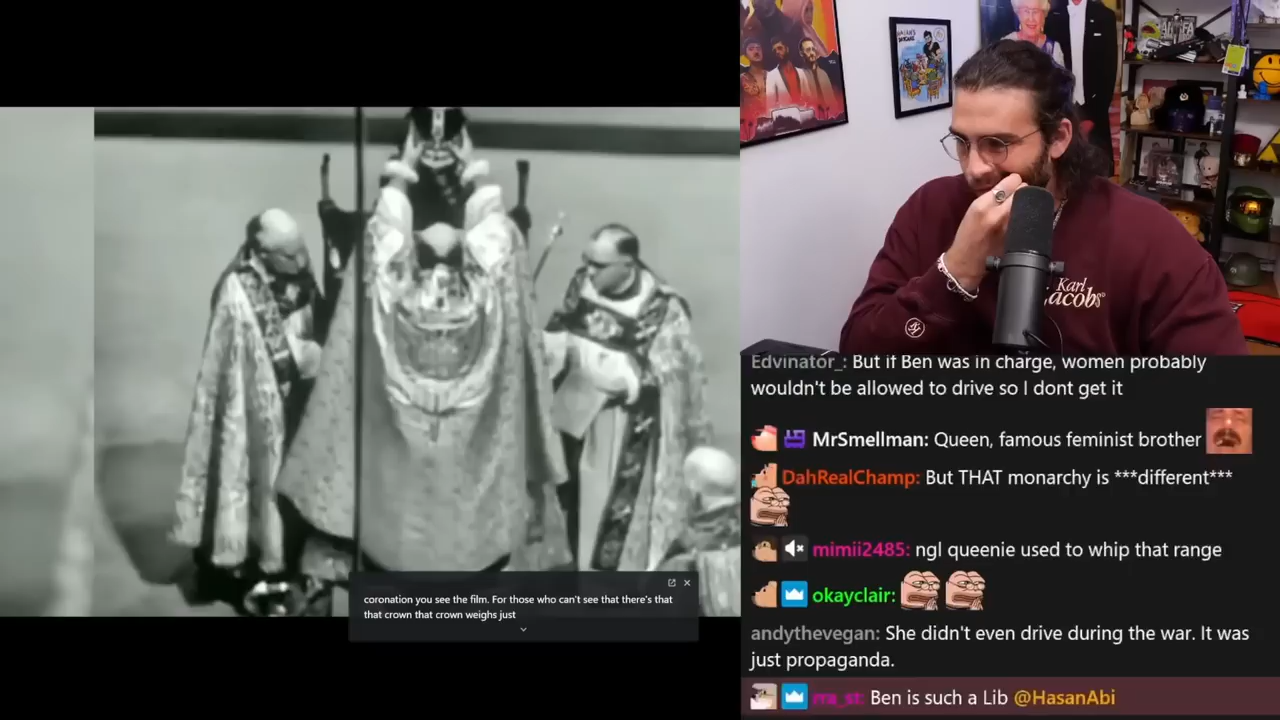 coronation you see the film. For those who can't see that there's that
that crown that crown weighs just
Karl
Jacobs
Edvinator_: But if Ben was in charge, women probably
wouldn't be allowed to drive so I dont get it
MrSmellman: Queen, famous feminist brother
DahRealChamp: But THAT monarchy is ***different***
mimii2485: ngl queenie used to whip that range
okayclair:
andythevegan: She didn't even drive during the war. It was
just propaganda.
rra_st: Ben is such a Lib @HasanAbi